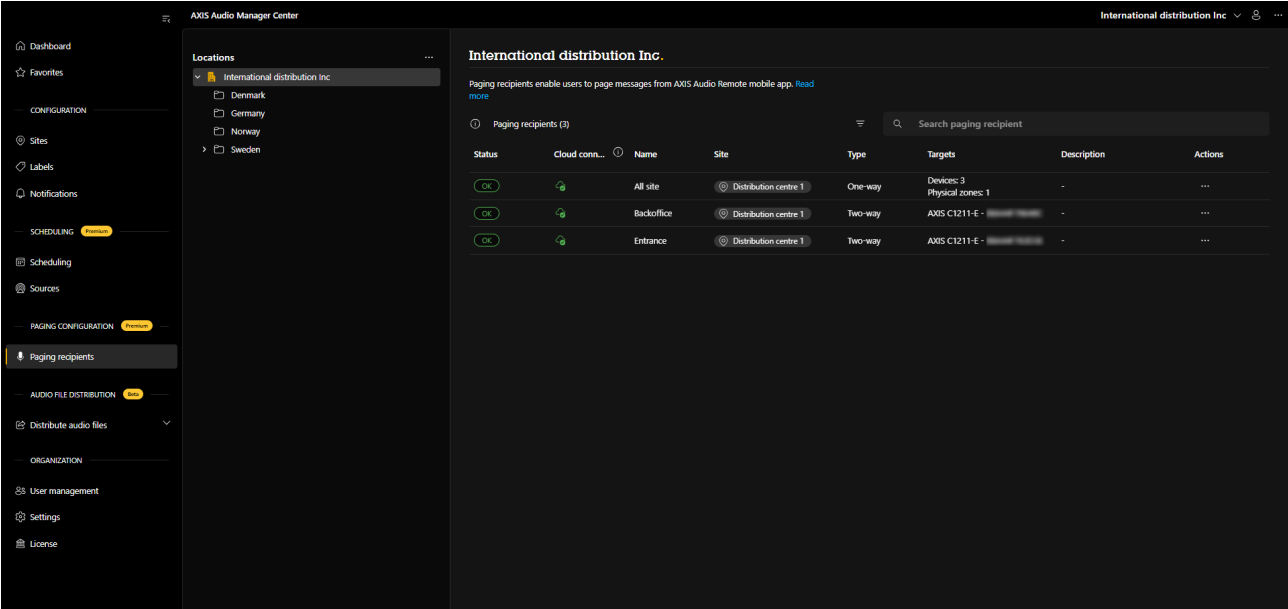 AXIS Audio Manager Center
International distribution Inc
Dashboard
Favorites
CONFIGURATION
Sites
Labels
Notifications
SCHEDULING Premium
Scheduling
Sources
PAGING CONFIGURATION Premium
Paging recipients
AUDIO FILE DISTRIBUTION Beta
Distribute audio files
ORGANIZATION
User management
Settings
License
Locations
International distribution Inc
Denmark
Germany
Norway
Sweden
International distribution Inc.
Paging recipients enable users to page messages from AXIS Audio Remote mobile app. Read
more
Paging recipients (3)
Search paging recipient
Status Cloud conn... Name Site Type Targets Description Actions
OK All site Distribution centre 1 One-way Devices: 3
Physical zones: 1 -
OK Backoffice Distribution centre 1 Two-way AXIS C1211-E - -
OK Entrance Distribution centre 1 Two-way AXIS C1211-E - -